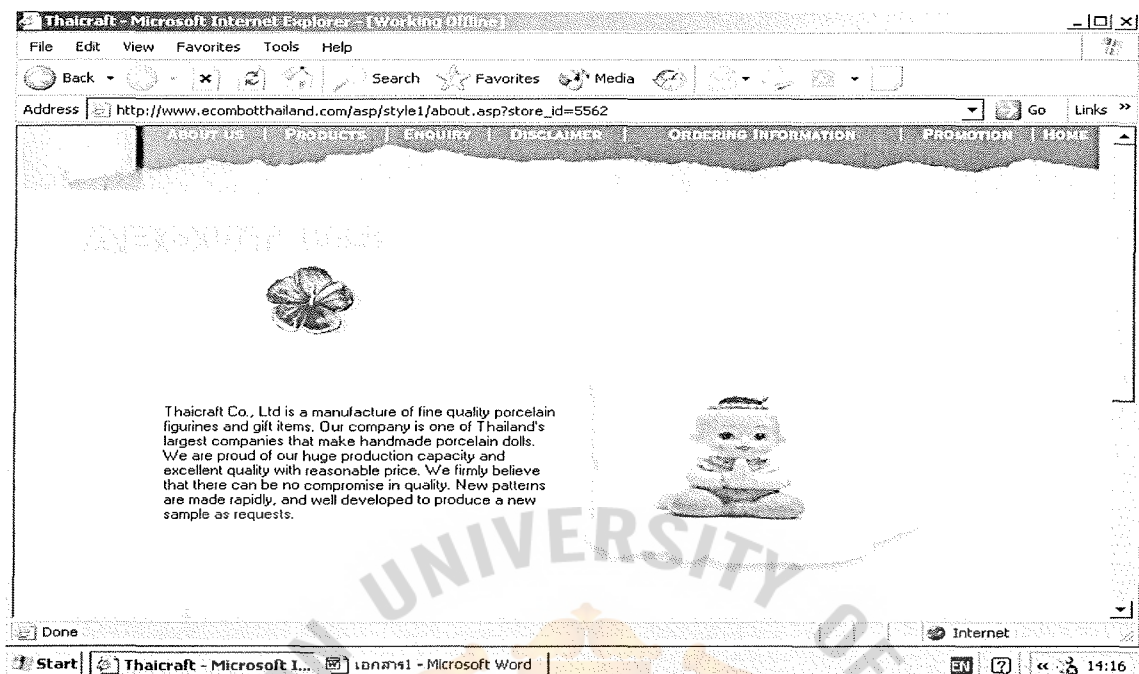 Thaicraft - Microsoft Internet Explorer - [Working Offline]
File Edit View Favorites Tools Help
Back Search Favorites Media
Address http://www.ecombotthailand.com/asp/style1/about.asp?store_id=5562 Go Links »
ABOUT US | PRODUCTS | ENQUIRY | DISCLAIMER | ORDERING INFORMATION | PROMOTION | HOME
Thaicraft Co., Ltd is a manufacture of fine quality porcelain
figurines and gift items. Our company is one of Thailand's
largest companies that make handmade porcelain dolls.
We are proud of our huge production capacity and
excellent quality with reasonable price. We firmly believe
that there can be no compromise in quality. New patterns
are made rapidly, and well developed to produce a new
sample as requests.
UNIVERSITY OF
Done Internet
Start Thaicraft - Microsoft I... เอกสาร1 - Microsoft Word EN ? « 14:16